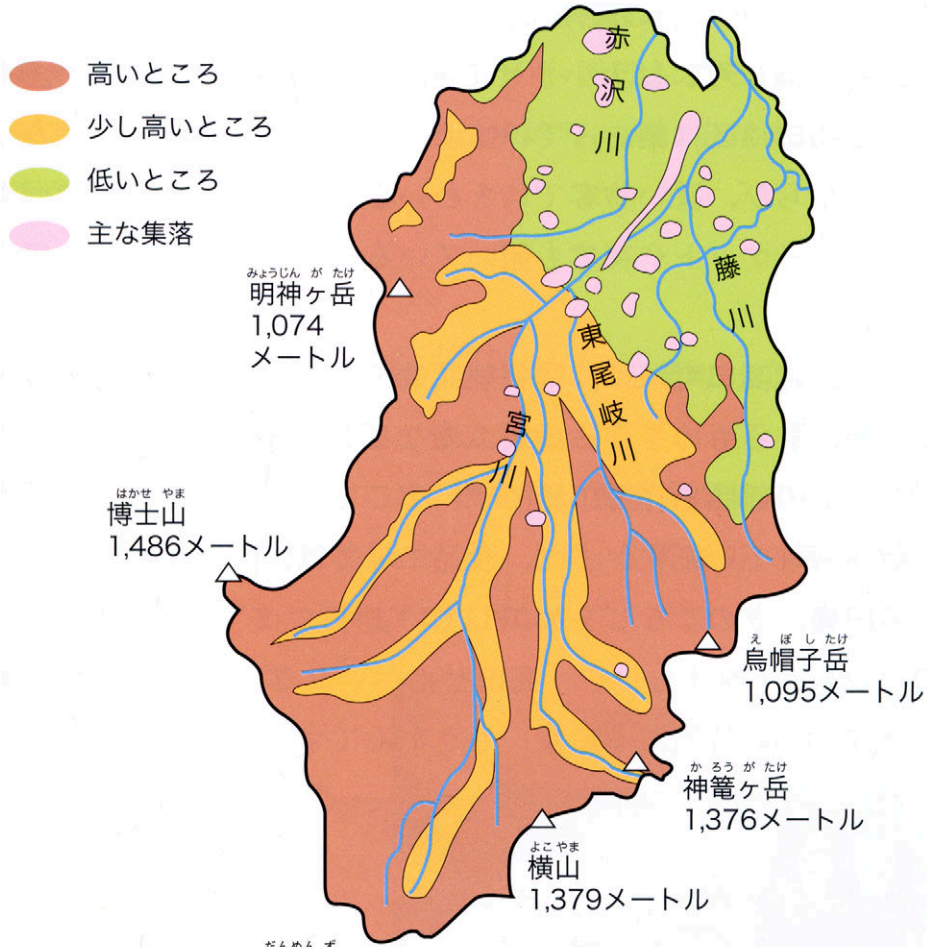 高いところ
少し高いところ
低いところ
主な集落
赤沢川
みょうじん が たけ
明神ヶ岳
1,074
メートル
藤川
東尾岐川
宮川
はかせ やま
博士山
1,486メートル
え ぼ し たけ
烏帽子岳
1,095メートル
か ろう が たけ
神籠ヶ岳
1,376メートル
よこ やま
横山
1,379メートル
だんめん ず